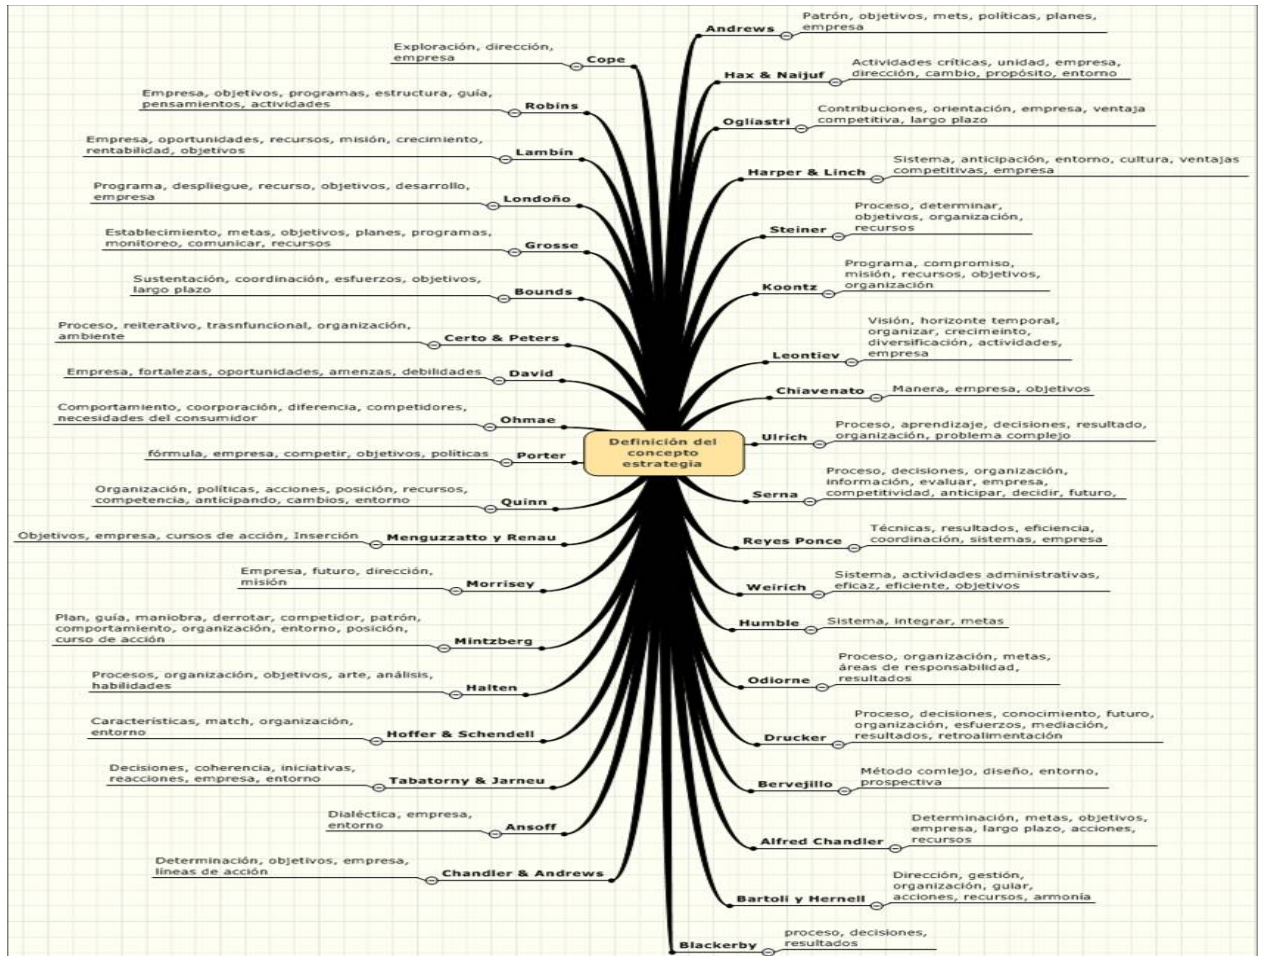 Definición del
concepto
estrategia
Andrews
Patrón, objetivos, mets, políticas, planes,
empresa
Hax & Naijuf
Actividades críticas, unidad, empresa,
dirección, cambio, propósito, entorno
Ogliastri
Contribuciones, orientación, empresa, ventaja
competitiva, largo plazo
Harper & Linch
Sistema, anticipación, entorno, cultura, ventajas
competitivas, empresa
Steiner
Proceso, determinar,
objetivos, organización,
recursos
Koontz
Programa, compromiso,
misión, recursos, objetivos,
organización
Leontiev
Visión, horizonte temporal,
organizar, crecimeinto,
diversificación, actividades,
empresa
Chiavenato
Manera, empresa, objetivos
Ulrich
Proceso, aprendizaje, decisiones, resultado,
organización, problema complejo
Serna
Proceso, decisiones, organización,
información, evaluar, empresa,
competitividad, anticipar, decidir, futuro,
Reyes Ponce
Técnicas, resultados, eficiencia,
coordinación, sistemas, empresa
Weirich
Sistema, actividades administrativas,
eficaz, eficiente, objetivos
Humble
Sistema, integrar, metas
Odiorne
Proceso, organización, metas,
áreas de responsabilidad,
resultados
Drucker
Proceso, decisiones, conocimiento, futuro,
organización, esfuerzos, mediación,
resultados, retroalimentación
Bervejillo
Método comlejo, diseño, entorno,
prospectiva
Alfred Chandler
Determinación, metas, objetivos,
empresa, largo plazo, acciones,
recursos
Bartoli y Hernell
Dirección, gestión,
organización, guiar,
acciones, recursos, armonía
Blackerby
proceso, decisiones,
resultados
Cope
Exploración, dirección,
empresa
Robins
Empresa, objetivos, programas, estructura, guía,
pensamientos, actividades
Lambin
Empresa, oportunidades, recursos, misión, crecimiento,
rentabilidad, objetivos
Londoño
Programa, despliegue, recurso, objetivos, desarrollo,
empresa
Grosse
Establecimiento, metas, objetivos, planes, programas,
monitoreo, comunicar, recursos
Bounds
Sustentación, coordinación, esfuerzos, objetivos,
largo plazo
Certo & Peters
Proceso, reiterativo, trasnfuncional, organización,
ambiente
David
Empresa, fortalezas, oportunidades, amenzas, debilidades
Ohmae
Comportamiento, coorporación, diferencia, competidores,
necesidades del consumidor
Porter
fórmula, empresa, competir, objetivos, políticas
Quinn
Organización, políticas, acciones, posición, recursos,
competencia, anticipando, cambios, entorno
Menguzzatto y Renau
Objetivos, empresa, cursos de acción, Inserción
Morrisey
Empresa, futuro, dirección,
misión
Mintzberg
Plan, guía, maniobra, derrotar, competidor, patrón,
comportamiento, organización, entorno, posición,
curso de acción
Halten
Procesos, organización, objetivos, arte, análisis,
habilidades
Hoffer & Schendell
Características, match, organización,
entorno
Tabatorny & Jarneu
Decisiones, coherencia, iniciativas,
reacciones, empresa, entorno
Ansoff
Dialéctica, empresa,
entorno
Chandler & Andrews
Determinación, objetivos, empresa,
líneas de acción